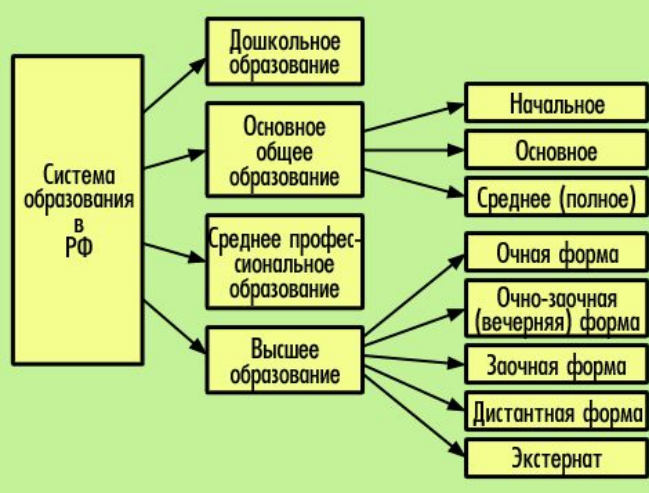 Система
образования
в
РФ
Дошкольное
образование
Основное
общее
образование
Среднее профес-
сиональное
образование
Высшее
образование
Начальное
Основное
Среднее (полное)
Очная форма
Очно-заочная
(вечерняя) форма
Заочная форма
Дистантная форма
Экстернат